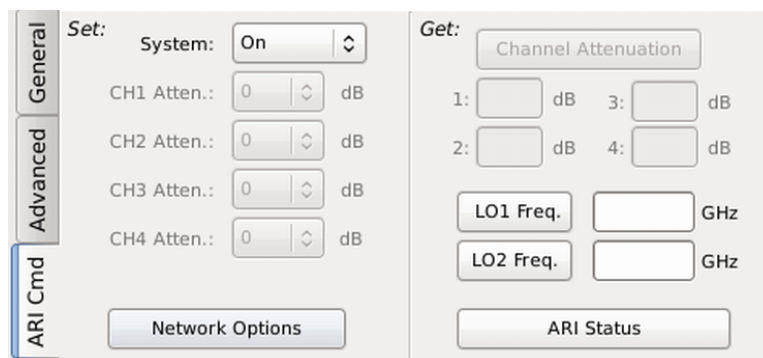 General
Advanced
ARI Cmd
Set:
System: On
CH1 Atten.: 0 dB
CH2 Atten.: 0 dB
CH3 Atten.: 0 dB
CH4 Atten.: 0 dB
Network Options
Get:
Channel Attenuation
1: dB 3: dB
2: dB 4: dB
LO1 Freq. GHz
LO2 Freq. GHz
ARI Status